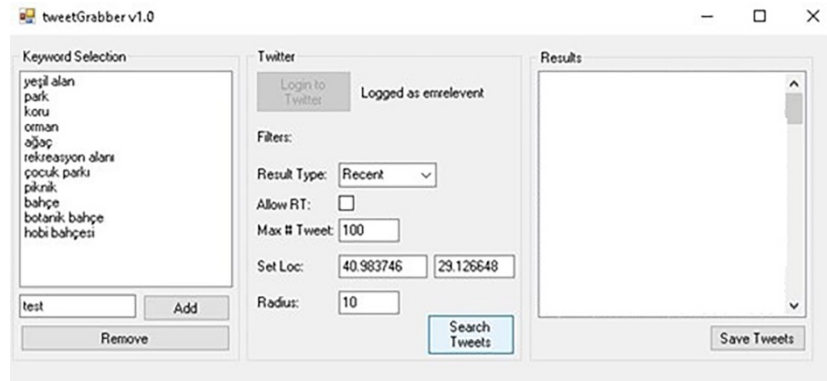 tweetGrabber v1.0
Keyword Selection
yeşil alan
park
koru
orman
ağaç
rekreasyon alanı
çocuk parkı
piknik
bahçe
botanik bahçe
hobi bahçesi
test
Add
Remove
Twitter
Login to
Twitter
Logged as emrelevent
Filters:
Result Type: Recent
Allow RT:
Max # Tweet: 100
Set Loc: 40.983746 29.126648
Radius: 10
Search
Tweets
Results
Save Tweets